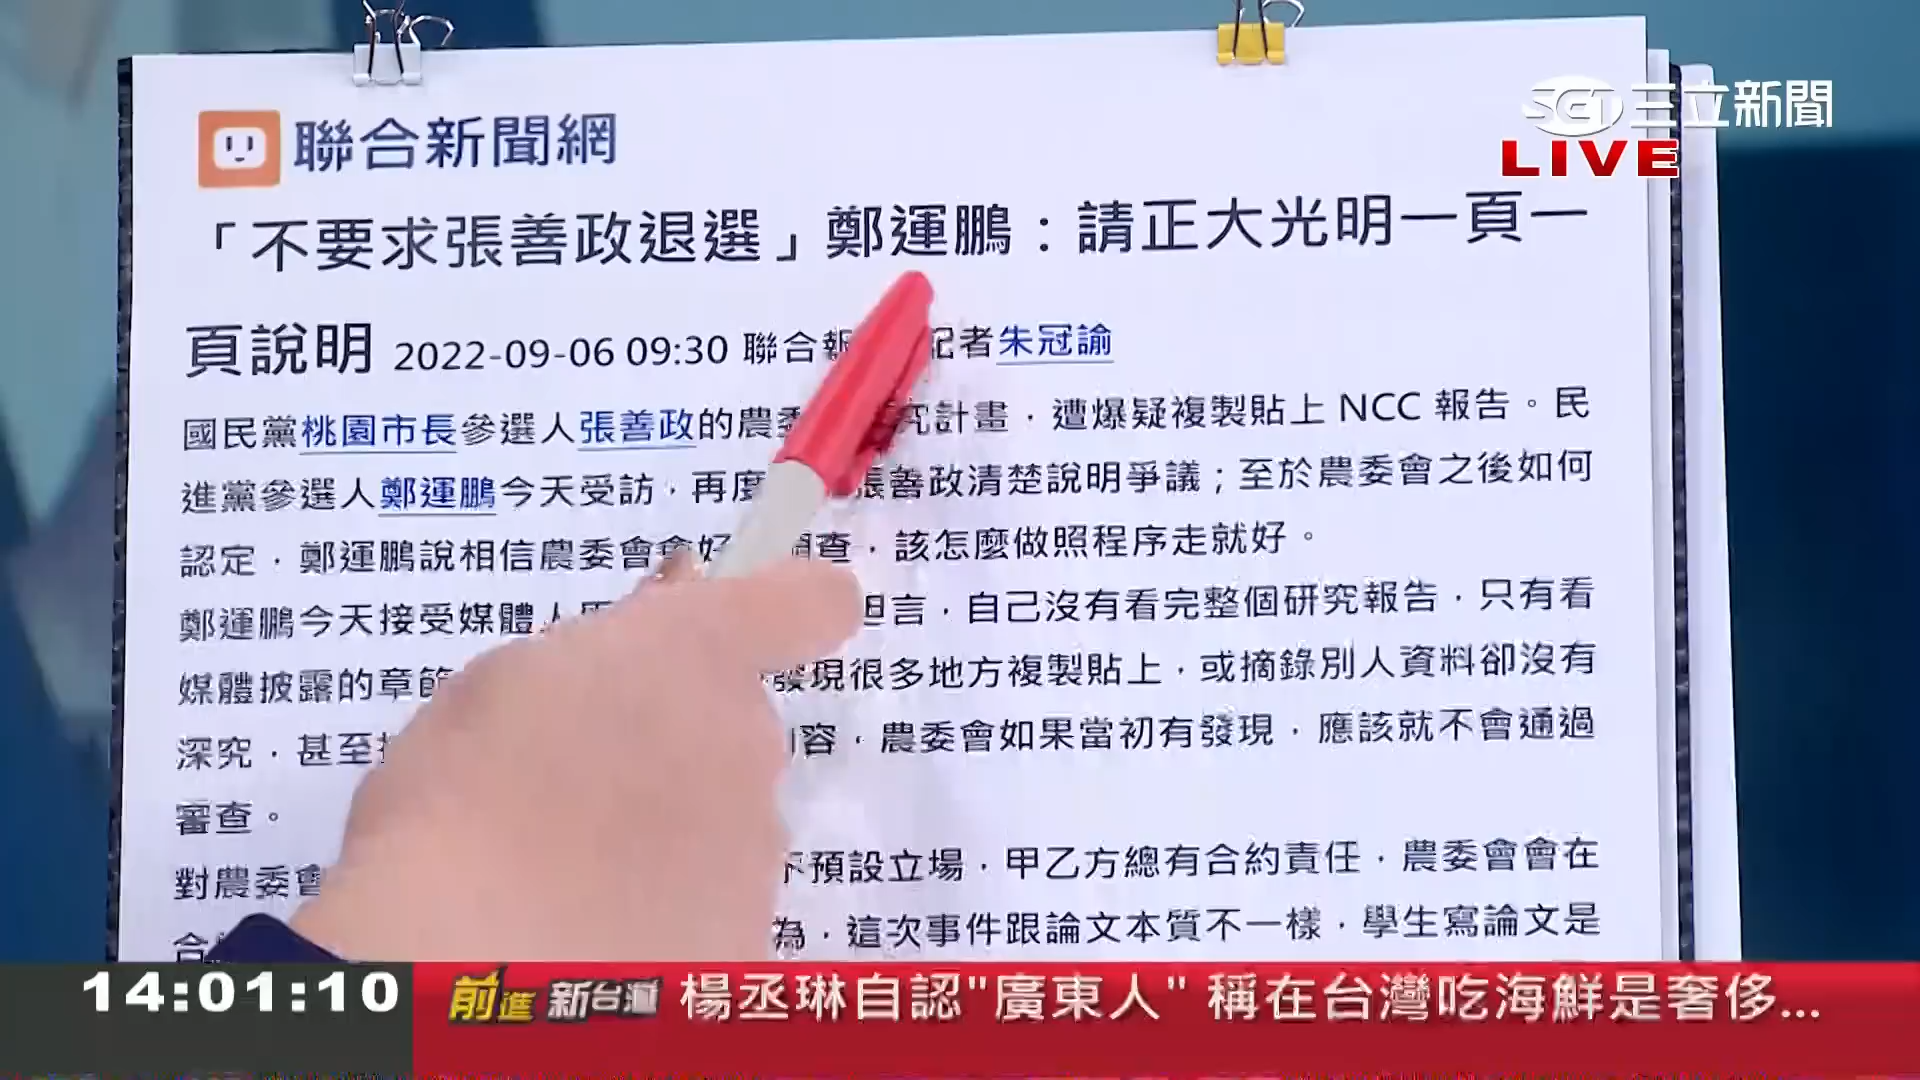 聯合新聞網
SET三立新聞
LIVE
「不要求張善政退選」鄭運鵬：請正大光明一頁一
頁說明 2022-09-06 09:30 聯合報 記者朱冠諭
國民黨桃園市長參選人張善政的農委 究計畫，遭爆疑複製貼上 NCC 報告。民
進黨參選人鄭運鵬今天受訪，再度 張善政清楚說明爭議；至於農委會之後如何
認定，鄭運鵬說相信農委會會好 調查，該怎麼做照程序走就好。
鄭運鵬今天接受媒體人 坦言，自己沒有看完整個研究報告，只有看
媒體披露的章節 發現很多地方複製貼上，或摘錄別人資料卻沒有
深究，甚至 內容，農委會如果當初有發現，應該就不會通過
審查。
對農委會 不預設立場，甲乙方總有合約責任，農委會會在
合 為，這次事件跟論文本質不一樣，學生寫論文是
14:01:10 前進新台灣 楊丞琳自認"廣東人" 稱在台灣吃海鮮是奢侈...